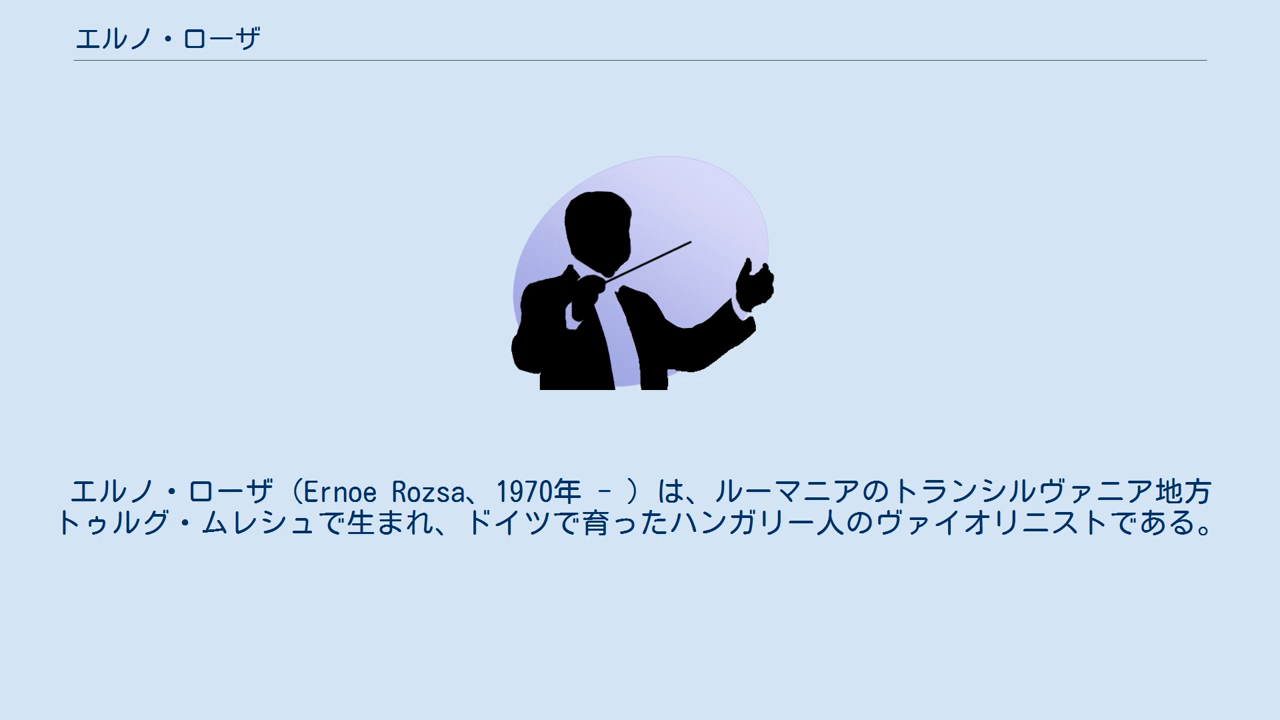 エルノ・ローザ
エルノ・ローザ（Ernoe Rozsa、1970年 - ）は、ルーマニアのトランシルヴァニア地方
トゥルグ・ムレシュで生まれ、ドイツで育ったハンガリー人のヴァイオリニストである。